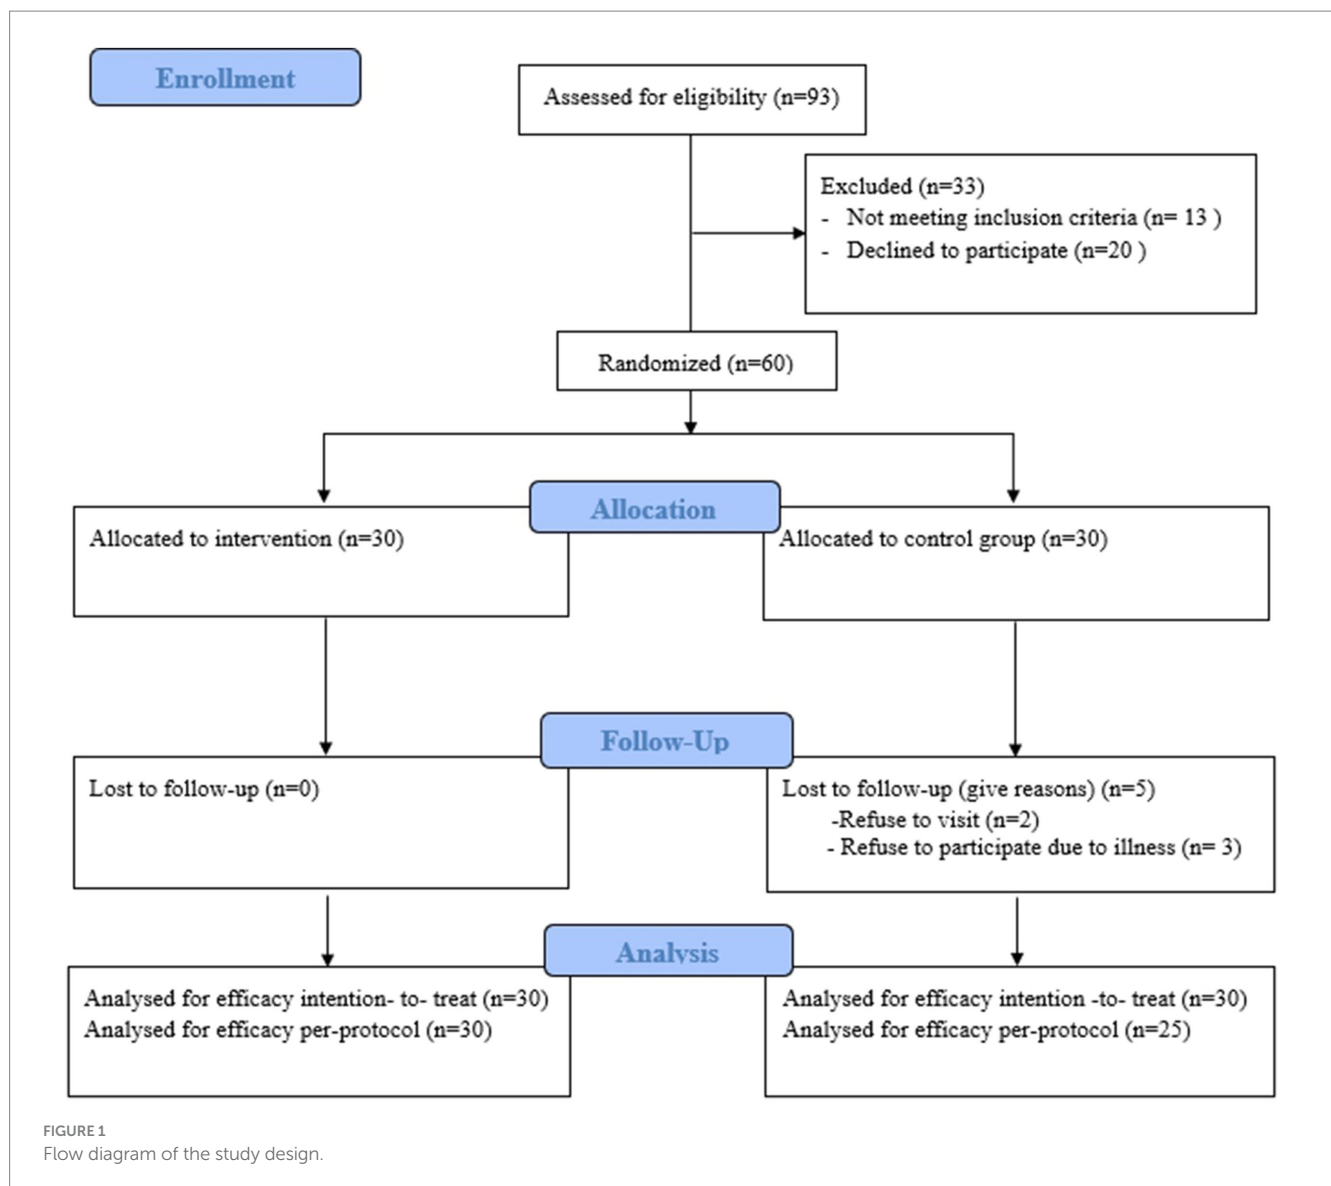 Enrollment
Assessed for eligibility (n=93)
Excluded (n=33)
- Not meeting inclusion criteria (n= 13 )
- Declined to participate (n=20 )
Randomized (n=60)
Allocation
Allocated to intervention (n=30)
Allocated to control group (n=30)
Follow-Up
Lost to follow-up (n=0)
Lost to follow-up (give reasons) (n=5)
-Refuse to visit (n=2)
- Refuse to participate due to illness (n= 3)
Analysis
Analysed for efficacy intention- to- treat (n=30)
Analysed for efficacy per-protocol (n=30)
Analysed for efficacy intention -to- treat (n=30)
Analysed for efficacy per-protocol (n=25)
FIGURE 1
Flow diagram of the study design.